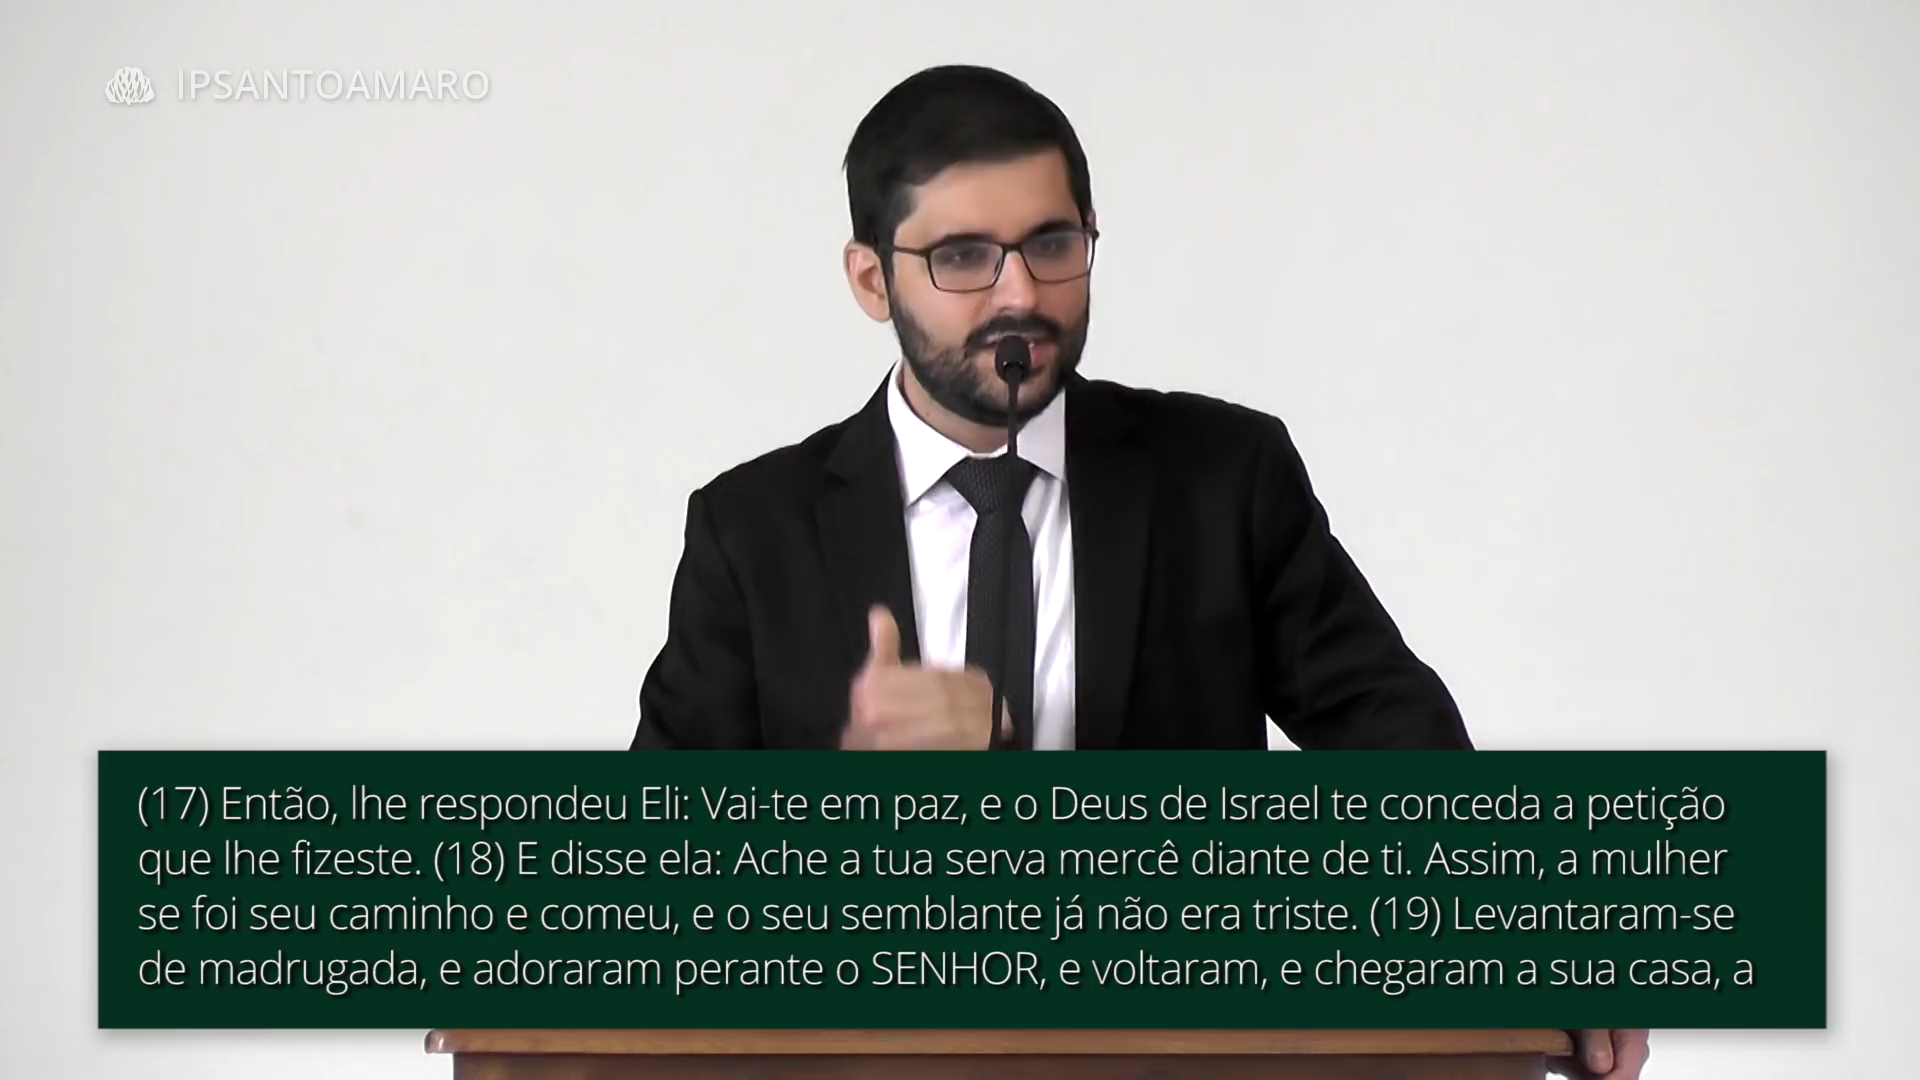 IPSANTOAMARO
(17) Então, lhe respondeu Eli: Vai-te em paz, e o Deus de Israel te conceda a petição
que lhe fizeste. (18) E disse ela: Ache a tua serva mercê diante de ti. Assim, a mulher
se foi seu caminho e comeu, e o seu semblante já não era triste. (19) Levantaram-se
de madrugada, e adoraram perante o SENHOR, e voltaram, e chegaram a sua casa, a